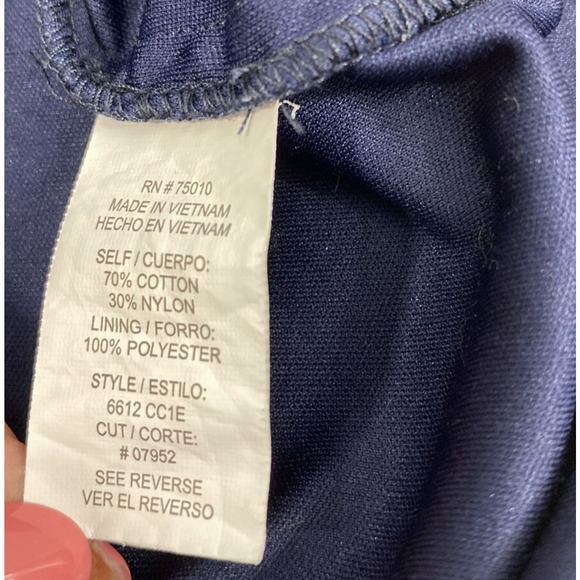 RN # 75010
MADE IN VIETNAM
HECHO EN VIETNAM
SELF / CUERPO:
70% COTTON
30% NYLON
LINING / FORRO:
100% POLYESTER
STYLE / ESTILO:
6612 CC1E
CUT / CORTE:
# 07952
SEE REVERSE
VER EL REVERSO